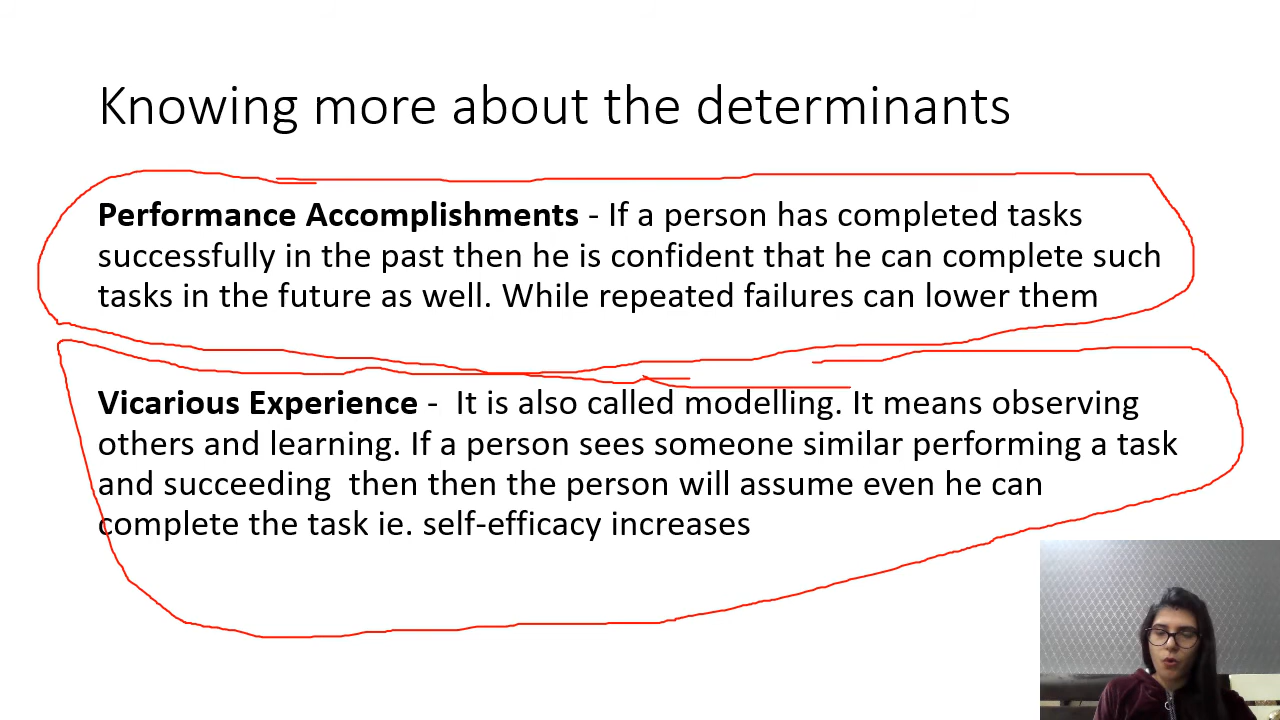 Knowing more about the determinants
Performance Accomplishments - If a person has completed tasks
successfully in the past then he is confident that he can complete such
tasks in the future as well. While repeated failures can lower them
Vicarious Experience -  It is also called modelling. It means observing
others and learning. If a person sees someone similar performing a task
and succeeding  then then the person will assume even he can
complete the task ie. self-efficacy increases